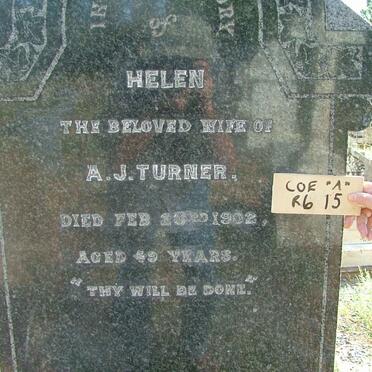 IN
HELEN
THE BELOVED WIFE OF
A.J. TURNER.
DIED FEB 23RD 1902,
AGED 49 YEARS.
"THY WILL BE DONE."
COE "A"
R6 15